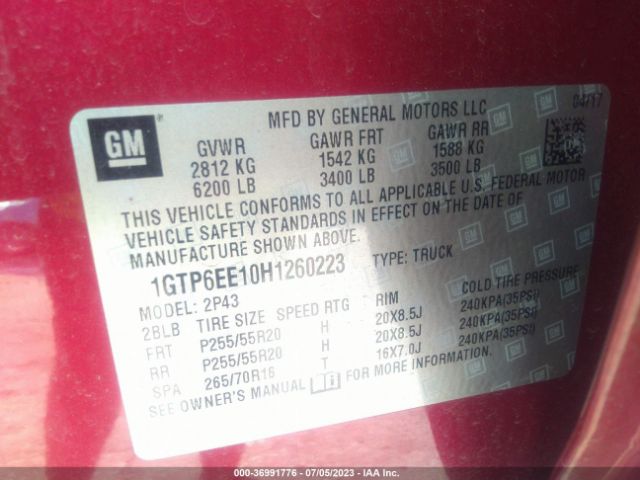 GM
MFD BY GENERAL MOTORS LLC
04/17
GVWR GAWR FRT GAWR RR
2812 KG 1542 KG 1588 KG
6200 LB 3400 LB 3500 LB
THIS VEHICLE CONFORMS TO ALL APPLICABLE U.S. FEDERAL MOTOR
VEHICLE SAFETY STANDARDS IN EFFECT ON THE DATE OF
MANUFACTURE SHOWN ABOVE.
1GTP6EE10H1260223 TYPE: TRUCK
MODEL: 2P43
2BLB TIRE SIZE SPEED RTG RIM COLD TIRE PRESSURE
FRT P255/55R20 H 20X8.5J 240KPA(35PSI)
RR P255/55R20 H 20X8.5J 240KPA(35PSI)
SPA 265/70R16 T 16X7.0J 240KPA(35PSI)
SEE OWNER'S MANUAL FOR MORE INFORMATION.
000-36991776 / 07/05/2023 / IAA Inc.